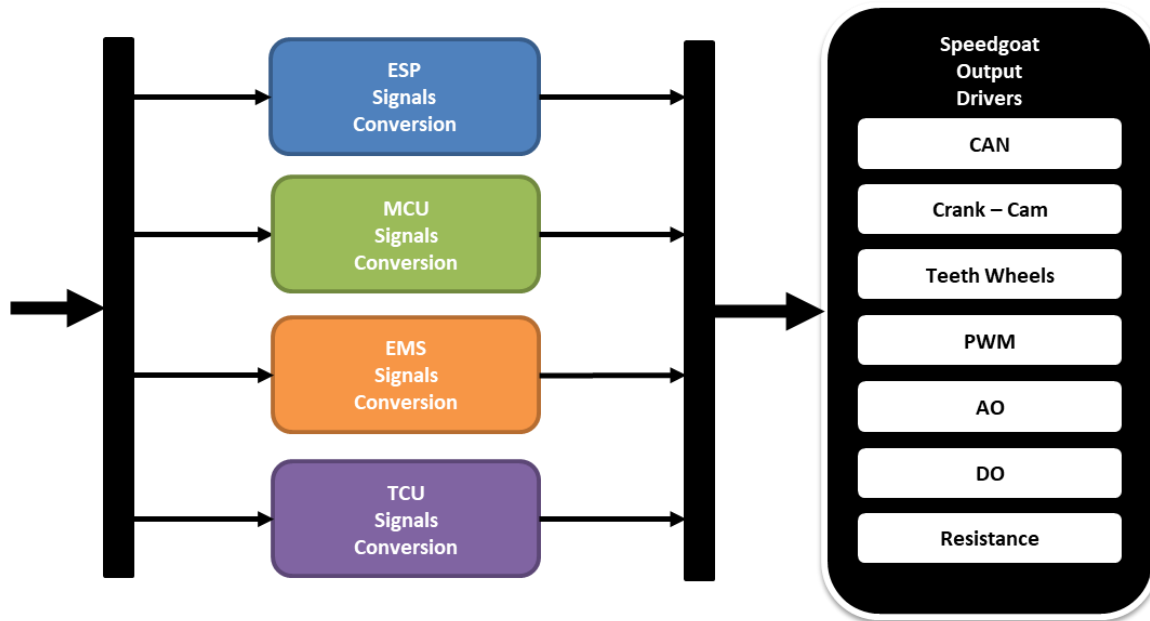 ESP
Signals
Conversion
MCU
Signals
Conversion
EMS
Signals
Conversion
TCU
Signals
Conversion
Speedgoat
Output
Drivers
CAN
Crank – Cam
Teeth Wheels
PWM
AO
DO
Resistance